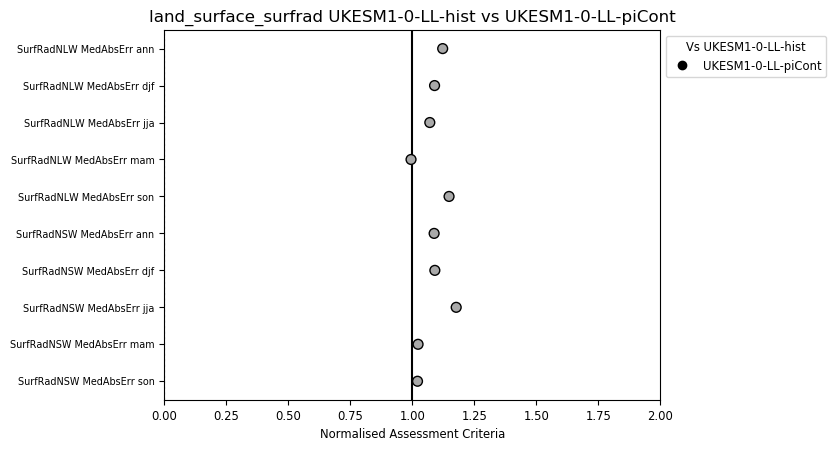 land_surface_surfrad UKESM1-0-LL-hist vs UKESM1-0-LL-piCont
SurfRadNLW MedAbsErr ann
SurfRadNLW MedAbsErr djf
SurfRadNLW MedAbsErr jja
SurfRadNLW MedAbsErr mam
SurfRadNLW MedAbsErr son
SurfRadNSW MedAbsErr ann
SurfRadNSW MedAbsErr djf
SurfRadNSW MedAbsErr jja
SurfRadNSW MedAbsErr mam
SurfRadNSW MedAbsErr son
0.00 0.25 0.50 0.75 1.00 1.25 1.50 1.75 2.00
Normalised Assessment Criteria
Vs UKESM1-0-LL-hist
UKESM1-0-LL-piCont